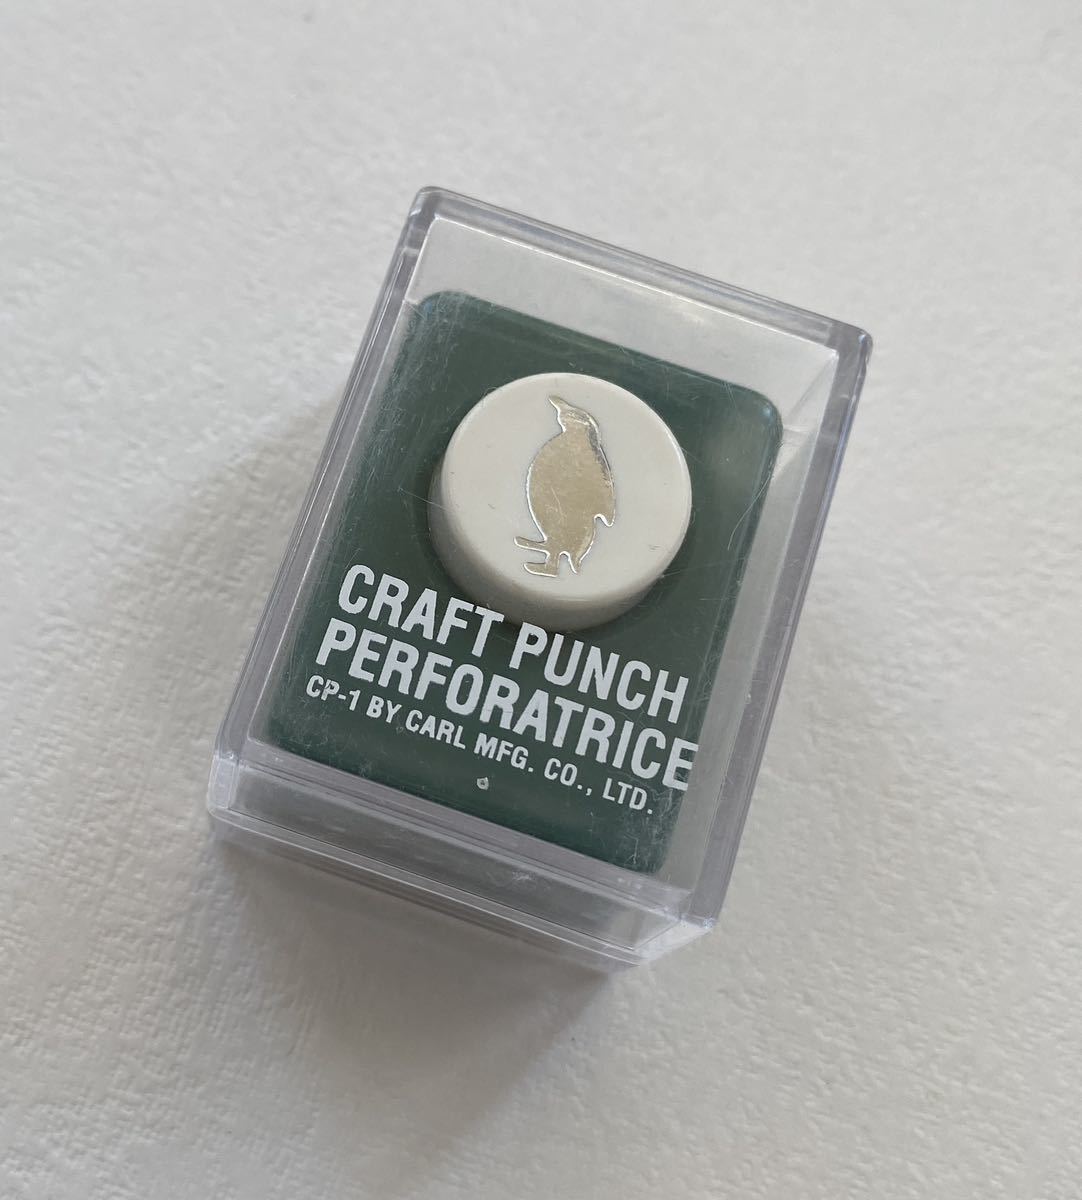 CRAFT PUNCH
PERFORATRICE
CP-1 BY CARL MFG. CO., LTD.